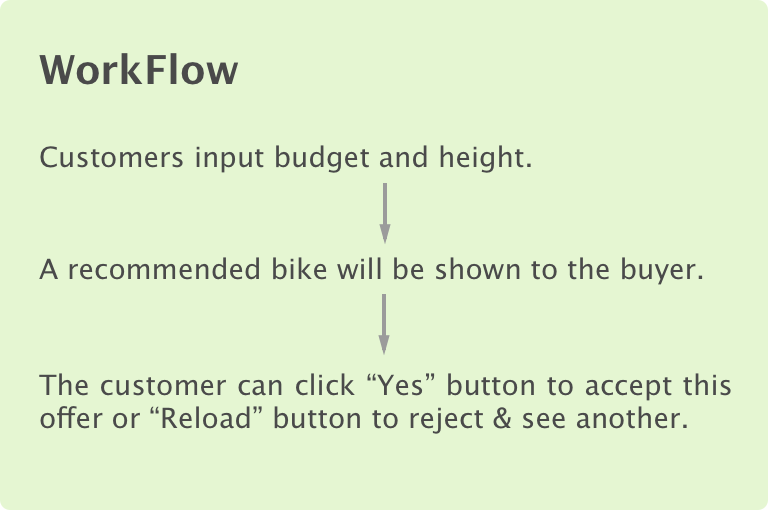 WorkFlow
Customers input budget and height.
A recommended bike will be shown to the buyer.
The customer can click “Yes” button to accept this
offer or “Reload” button to reject & see another.